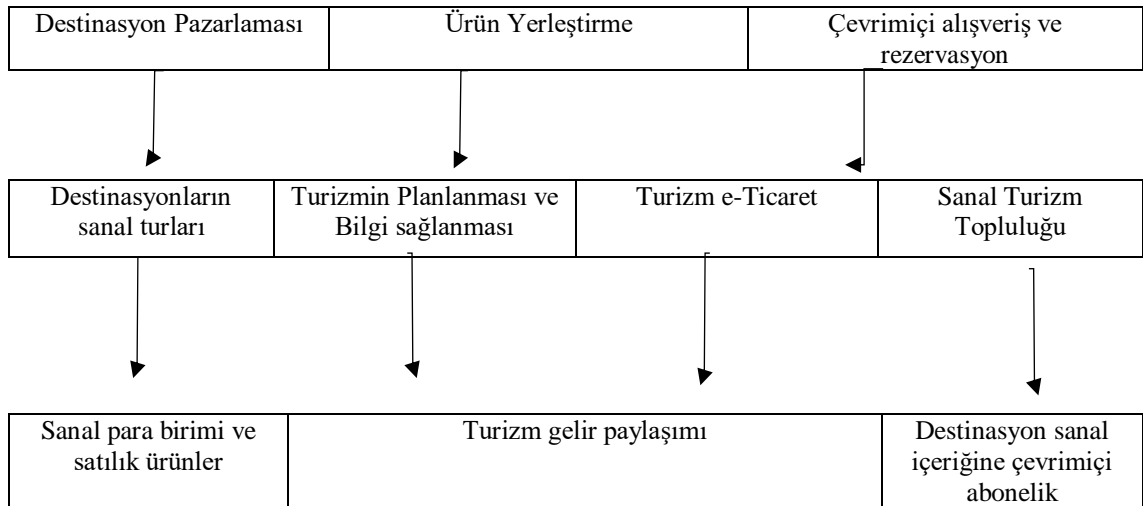 Destinasyon Pazarlaması
Ürün Yerleştirme
Çevrimiçi alışveriş ve
rezervasyon
Destinasyonların
sanal turları
Turizmin Planlanması ve
Bilgi sağlanması
Turizm e-Ticaret
Sanal Turizm
Topluluğu
Sanal para birimi ve
satılık ürünler
Turizm gelir paylaşımı
Destinasyon sanal
içeriğine çevrimiçi
abonelik